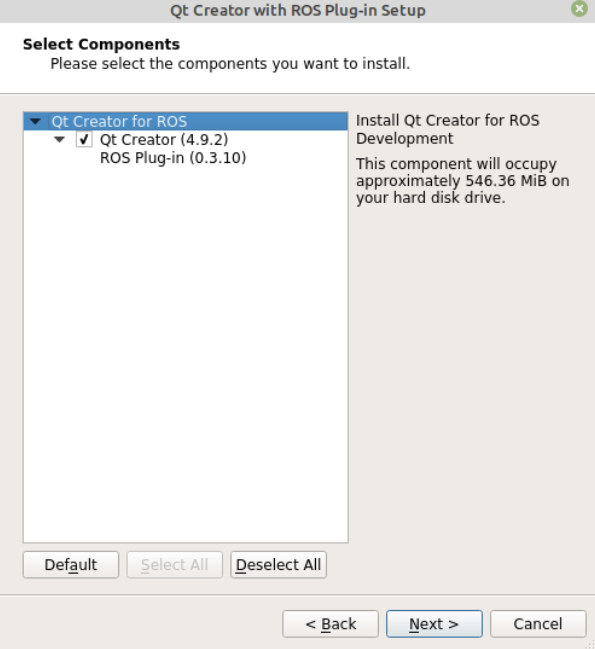 Qt Creator with ROS Plug-in Setup
Select Components
Please select the components you want to install.
Qt Creator for ROS
Qt Creator (4.9.2)
ROS Plug-in (0.3.10)
Install Qt Creator for ROS
Development
This component will occupy
approximately 546.36 MiB on
your hard disk drive.
Default
Select All
Deselect All
< Back
Next >
Cancel